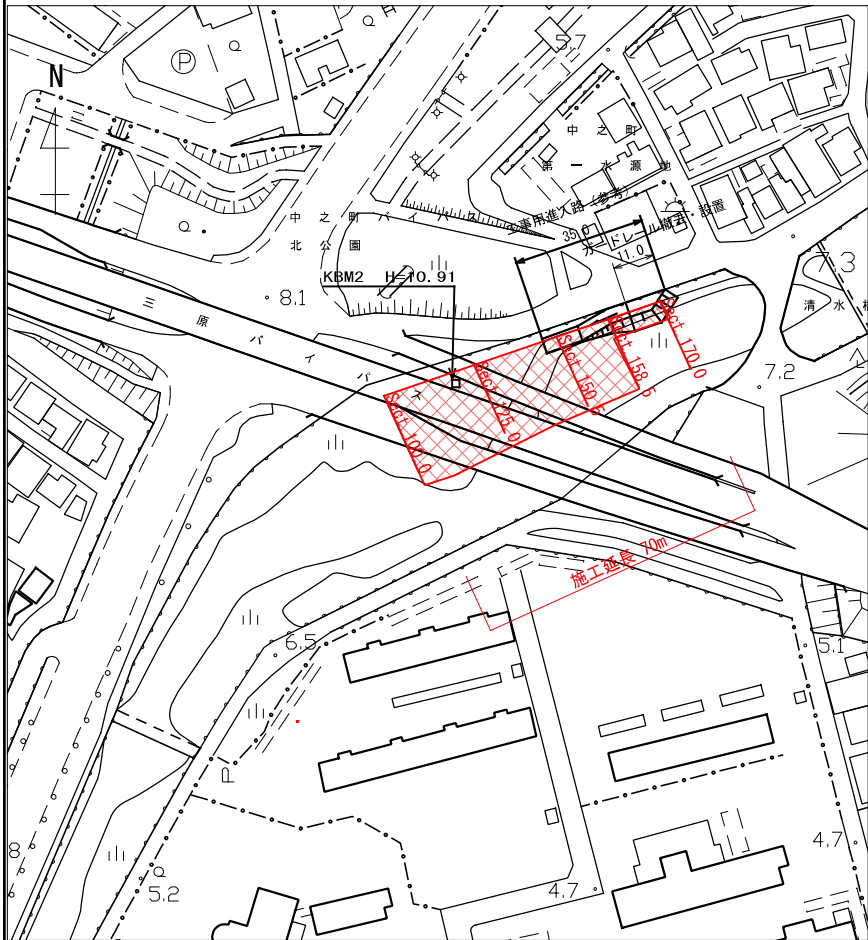 5.7
P
N
中之町
第一水源地
中之町バイパス
北公園
工事用進入路(参考)
ガードレール撤去・設置
35.0
11.0
7.3
清水
KBM2 H=10.91
8.1
三原バイパス
Sect 100.0
Sect 125.0
Sect 150.5
Sect 158.5
Sect 170.0
7.2
施工延長 70m
6.5
5.1
8
5.2
4.7
4.7